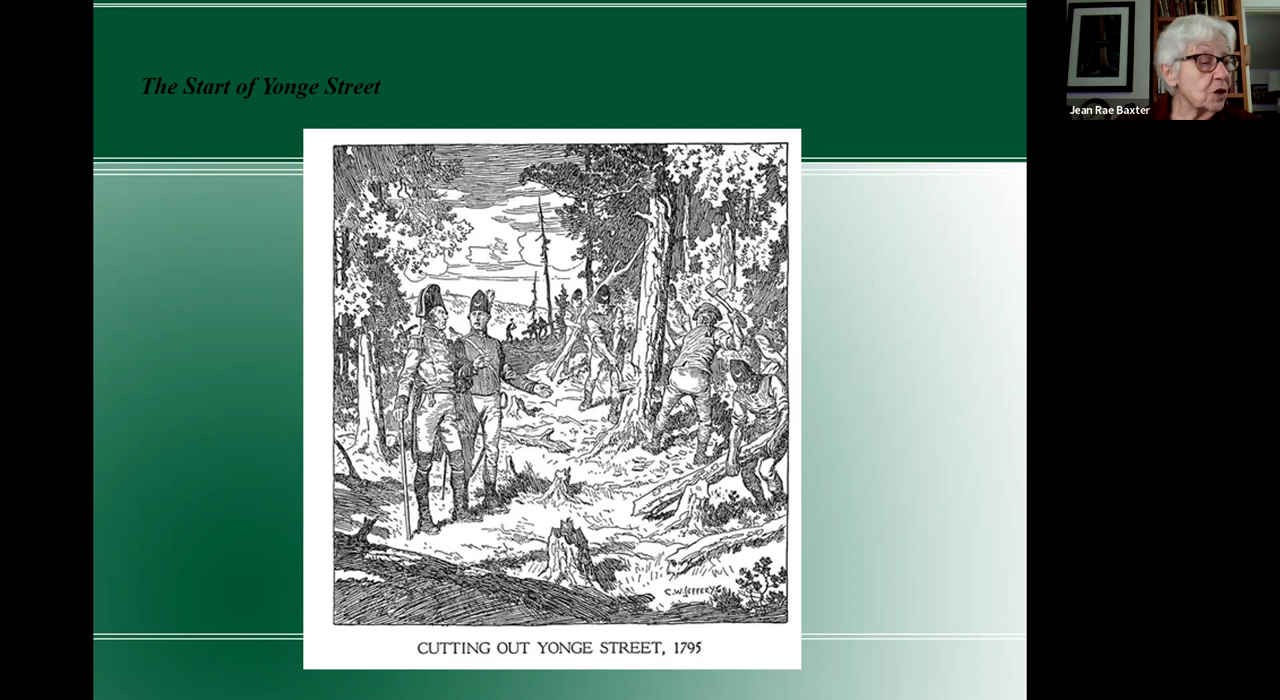 The Start of Yonge Street
Jean Rae Baxter
C.W. JEFFERYS
CUTTING OUT YONGE STREET, 1795